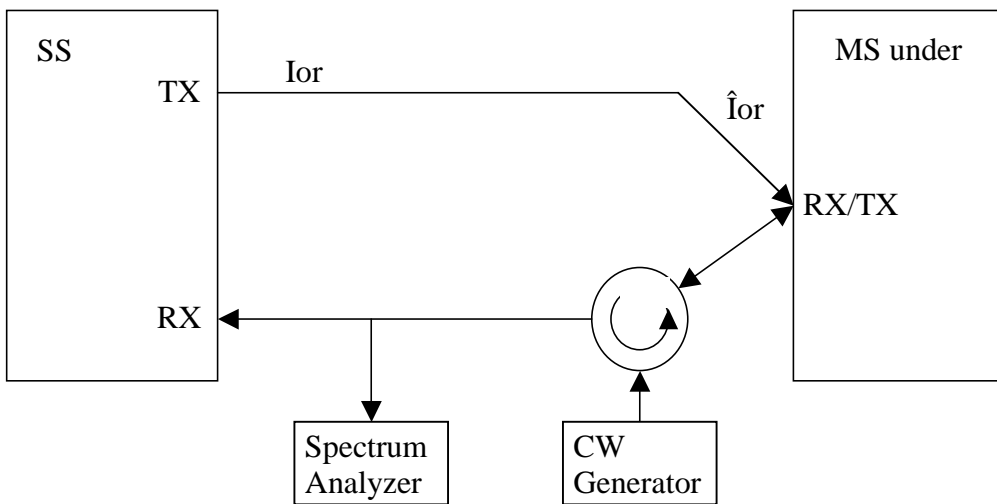 SS
MS under
TX
Ior
Îor
RX/TX
RX
Spectrum
Analyzer
CW
Generator